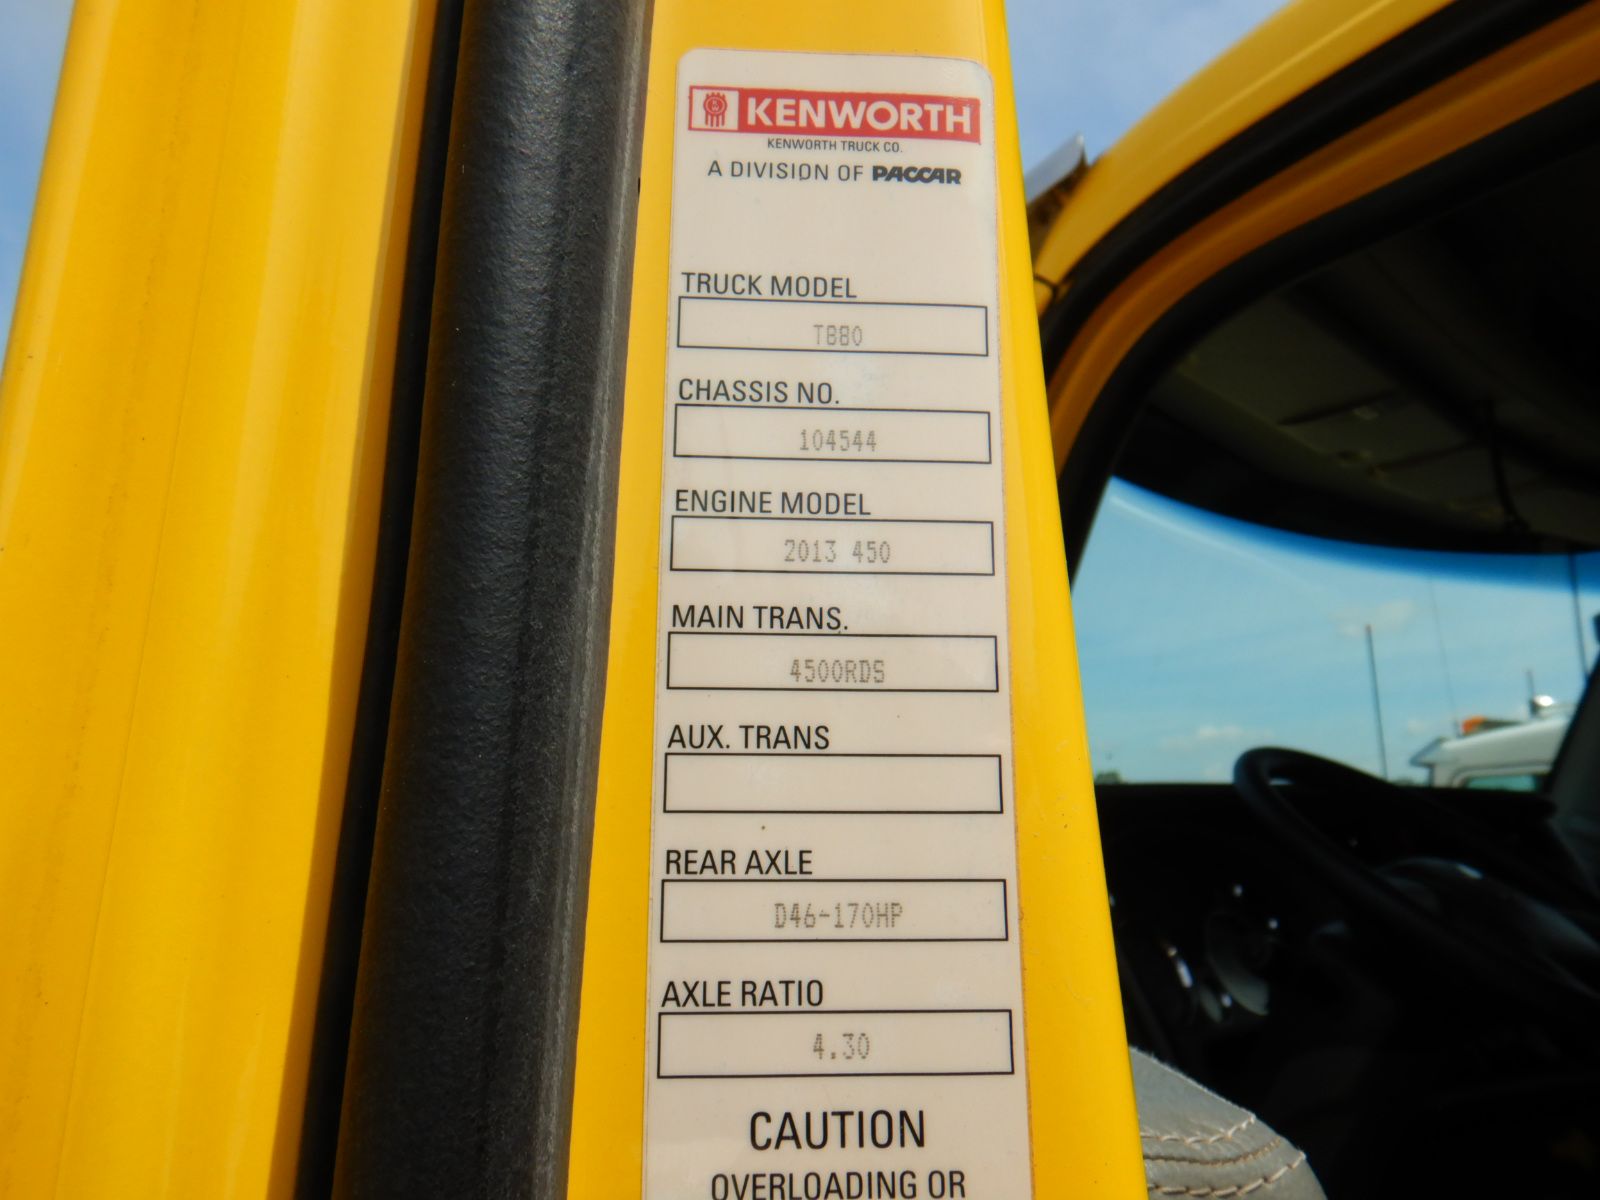 KENWORTH
KENWORTH TRUCK CO.
A DIVISION OF PACCAR
TRUCK MODEL
T880
CHASSIS NO.
104544
ENGINE MODEL
2013 450
MAIN TRANS.
4500RDS
AUX. TRANS
REAR AXLE
D46-170HP
AXLE RATIO
4.30
CAUTION
OVERLOADING OR